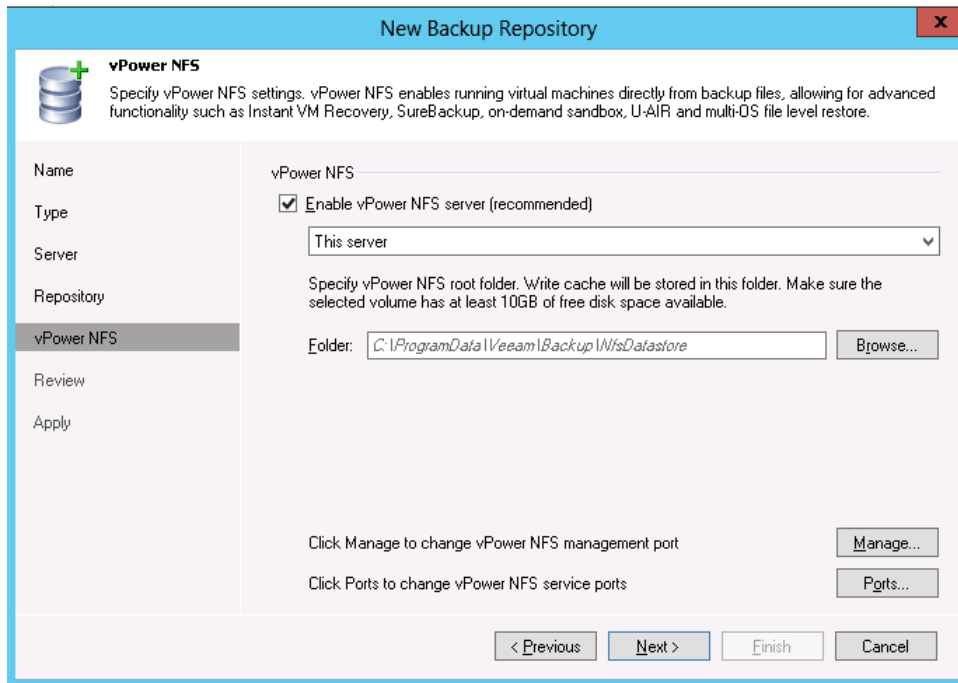 New Backup Repository
x
vPower NFS
Specify vPower NFS settings. vPower NFS enables running virtual machines directly from backup files, allowing for advanced
functionality such as Instant VM Recovery, SureBackup, on-demand sandbox, U-AIR and multi-OS file level restore.
Name
Type
Server
Repository
vPower NFS
Review
Apply
vPower NFS
Enable vPower NFS server (recommended)
This server
Specify vPower NFS root folder. Write cache will be stored in this folder. Make sure the
selected volume has at least 10GB of free disk space available.
Folder: C:\ProgramData\Veeam\Backup\NfsDatastore Browse...
Click Manage to change vPower NFS management port Manage...
Click Ports to change vPower NFS service ports Ports...
< Previous Next > Finish Cancel